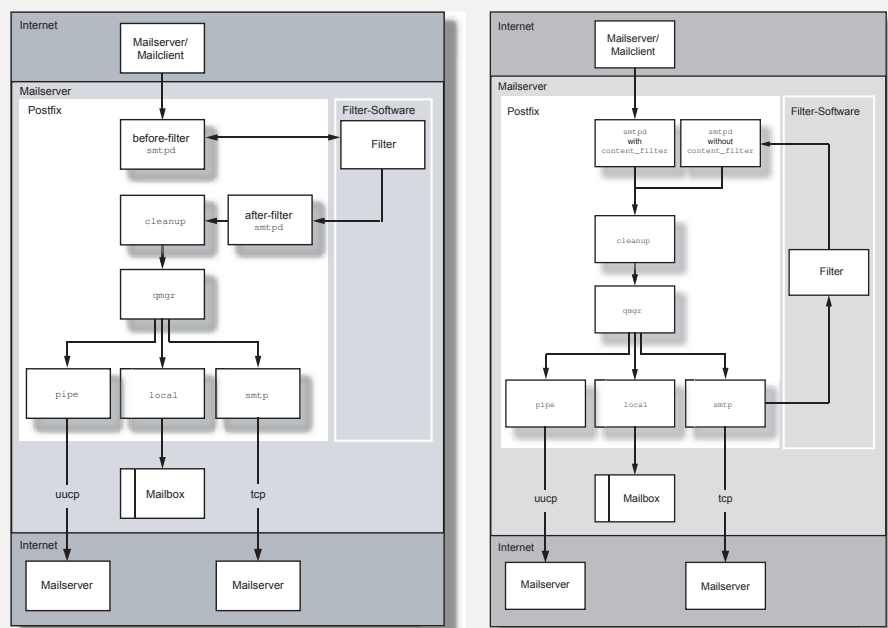 Internet
Mailserver/
Mailclient
Mailserver
Postfix
Filter-Software
before-filter
smtpd
Filter
cleanup
after-filter
smtpd
qmgr
pipe
local
smtp
uucp
Mailbox
tcp
Internet
Mailserver
Mailserver
Internet
Mailserver/
Mailclient
Mailserver
Postfix
Filter-Software
smtpd
with
content_filter
smtpd
without
content_filter
cleanup
Filter
qmgr
pipe
local
smtp
uucp
Mailbox
tcp
Internet
Mailserver
Mailserver